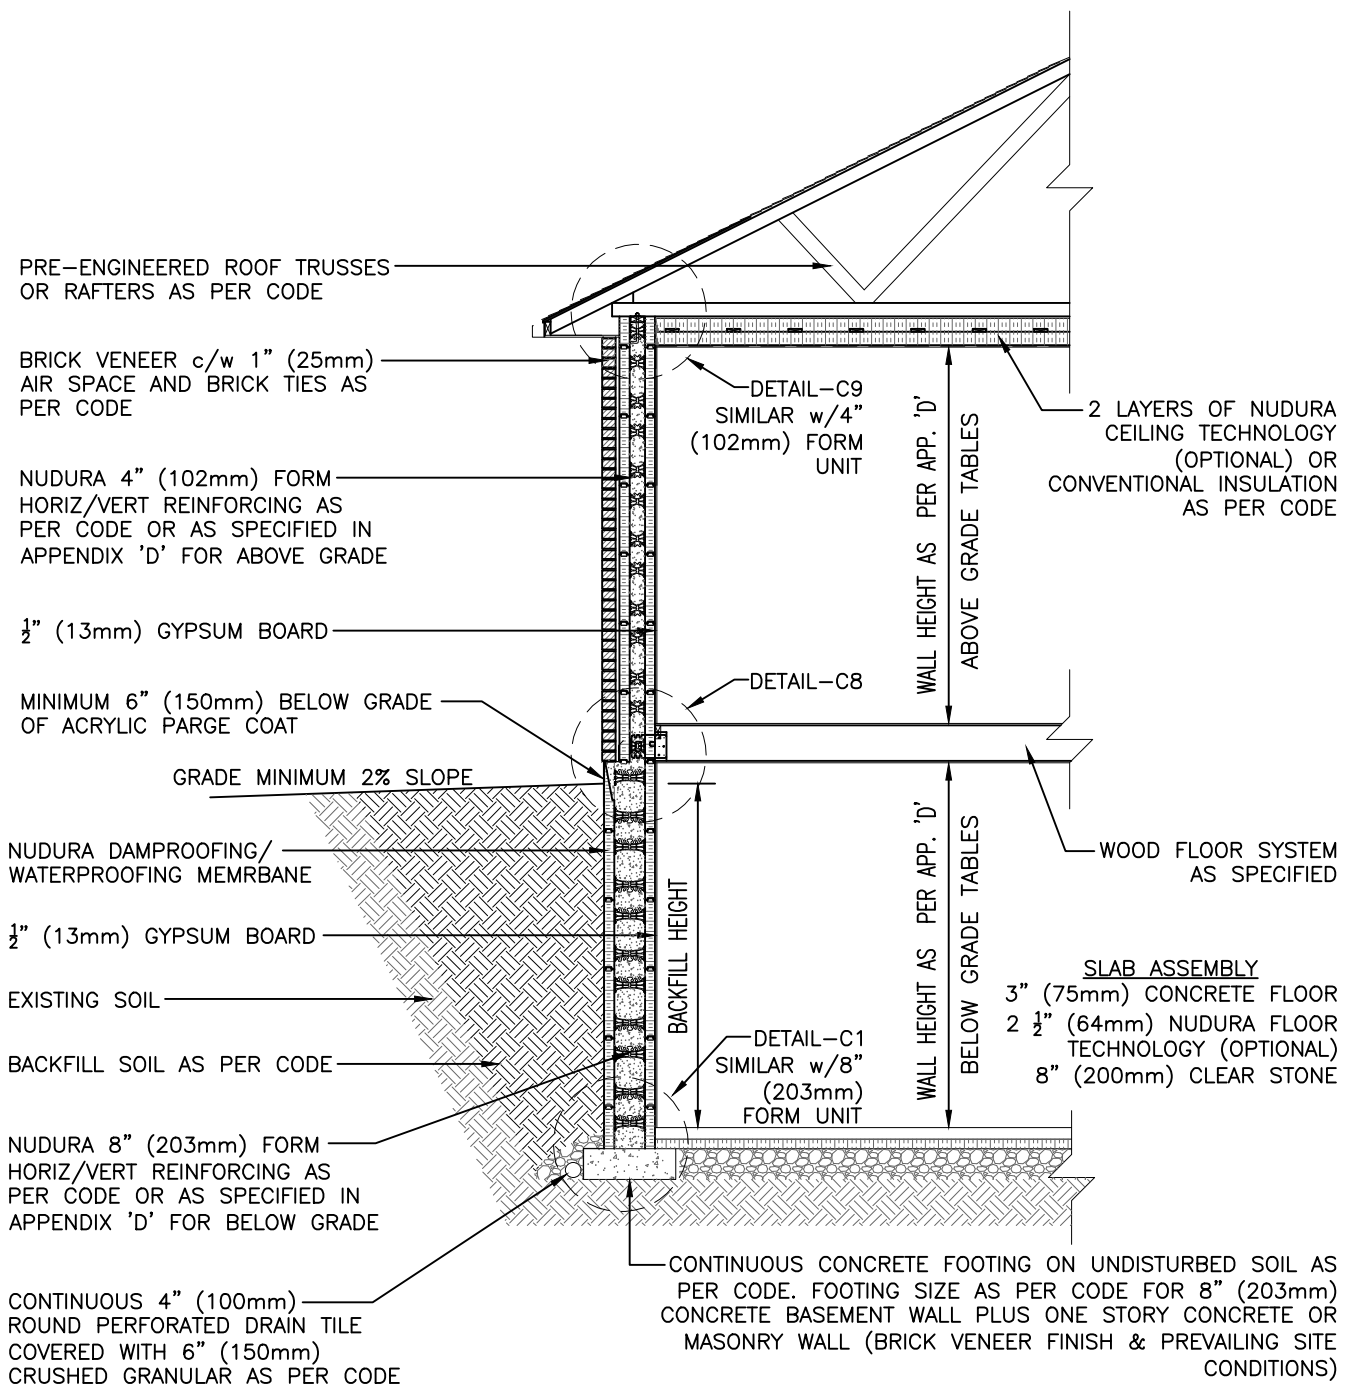 PRE-ENGINEERED ROOF TRUSSES
OR RAFTERS AS PER CODE
BRICK VENEER c/w 1" (25mm)
AIR SPACE AND BRICK TIES AS
PER CODE
NUDURA 4" (102mm) FORM
HORIZ/VERT REINFORCING AS
PER CODE OR AS SPECIFIED IN
APPENDIX 'D' FOR ABOVE GRADE
½" (13mm) GYPSUM BOARD
MINIMUM 6" (150mm) BELOW GRADE
OF ACRYLIC PARGE COAT
GRADE MINIMUM 2% SLOPE
NUDURA DAMPROOFING/
WATERPROOFING MEMRBANE
½" (13mm) GYPSUM BOARD
EXISTING SOIL
BACKFILL SOIL AS PER CODE
NUDURA 8" (203mm) FORM
HORIZ/VERT REINFORCING AS
PER CODE OR AS SPECIFIED IN
APPENDIX 'D' FOR BELOW GRADE
CONTINUOUS 4" (100mm)
ROUND PERFORATED DRAIN TILE
COVERED WITH 6" (150mm)
CRUSHED GRANULAR AS PER CODE
DETAIL-C9
SIMILAR w/4"
(102mm) FORM
UNIT
WALL HEIGHT AS PER APP. 'D'
ABOVE GRADE TABLES
2 LAYERS OF NUDURA
CEILING TECHNOLOGY
(OPTIONAL) OR
CONVENTIONAL INSULATION
AS PER CODE
DETAIL-C8
WOOD FLOOR SYSTEM
AS SPECIFIED
BACKFILL HEIGHT
WALL HEIGHT AS PER APP. 'D'
BELOW GRADE TABLES
SLAB ASSEMBLY
3" (75mm) CONCRETE FLOOR
2 ½" (64mm) NUDURA FLOOR
TECHNOLOGY (OPTIONAL)
8" (200mm) CLEAR STONE
DETAIL-C1
SIMILAR w/8"
(203mm)
FORM UNIT
CONTINUOUS CONCRETE FOOTING ON UNDISTURBED SOIL AS
PER CODE. FOOTING SIZE AS PER CODE FOR 8" (203mm)
CONCRETE BASEMENT WALL PLUS ONE STORY CONCRETE OR
MASONRY WALL (BRICK VENEER FINISH & PREVAILING SITE
CONDITIONS)